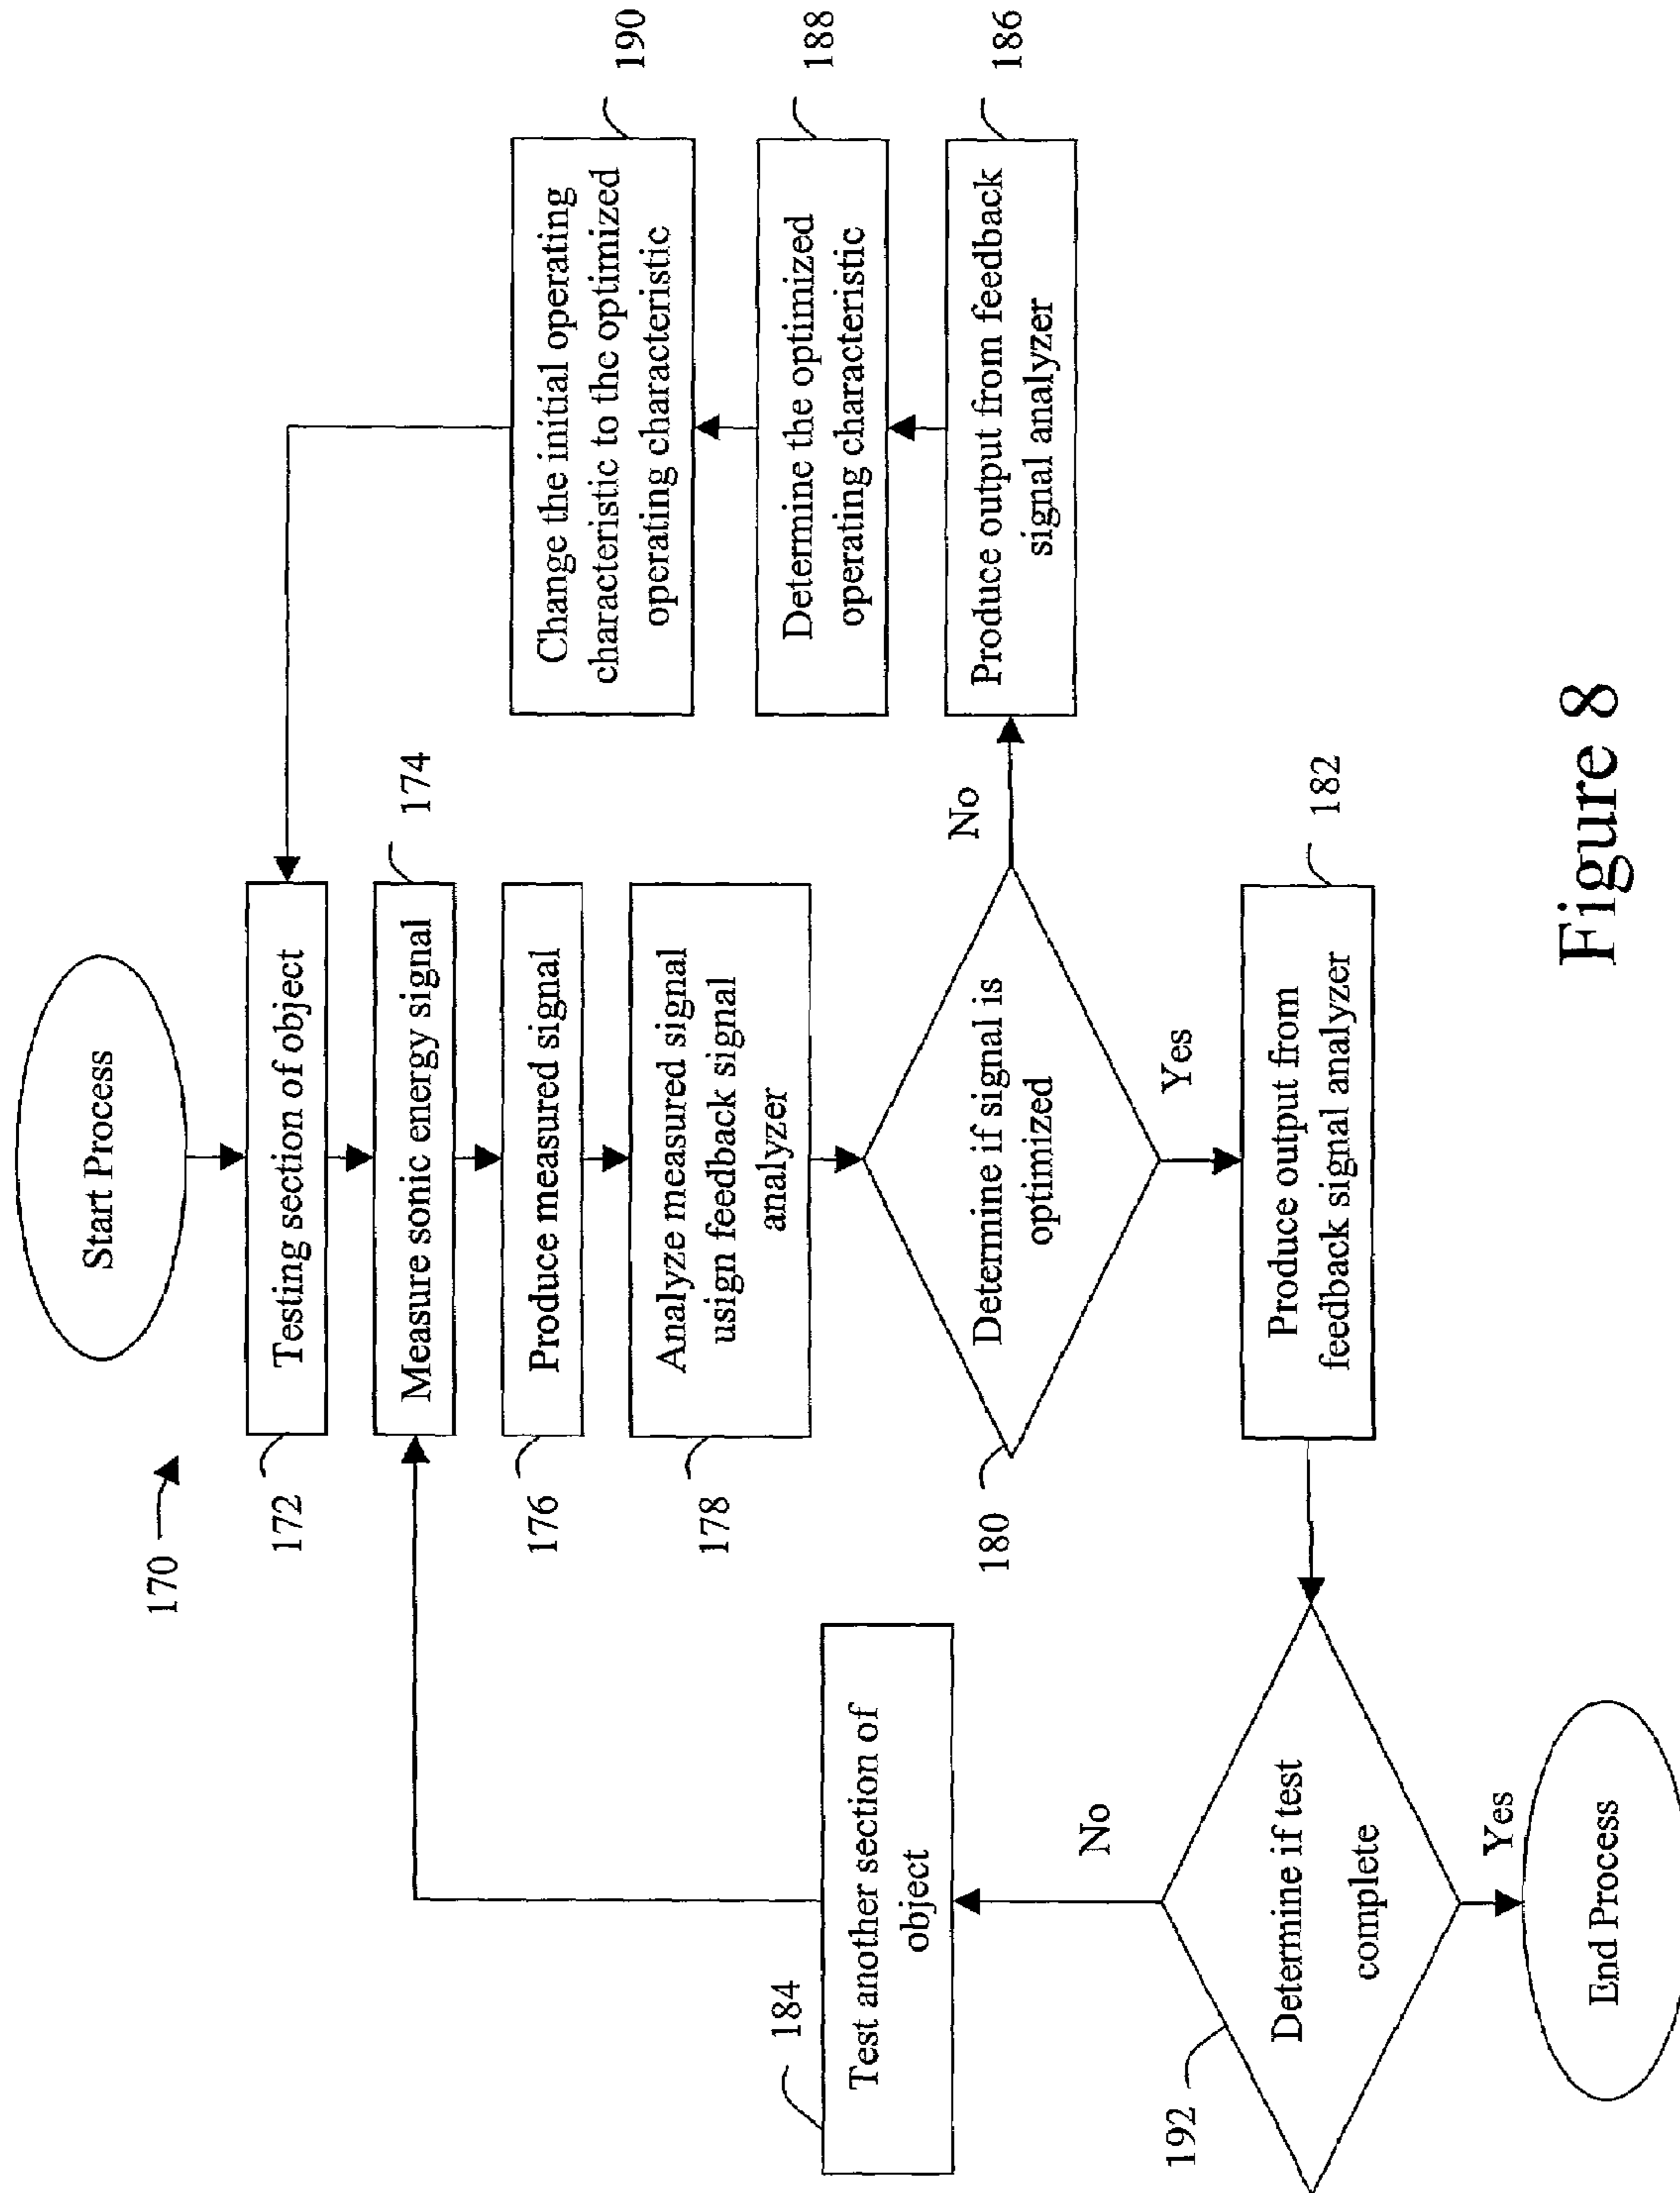 170
Start Process
172
Testing section of object
Measure sonic energy signal
174
176
Produce measured signal
178
Analyze measured signal
usign feedback signal
analyzer
180
Determine if signal is
optimized
No
Yes
Produce output from feedback
signal analyzer
186
Determine the optimized
operating characteristic
188
Change the initial operating
characteristic to the optimized
operating characteristic
190
Produce output from
feedback signal analyzer
182
192
Determine if test
complete
No
Yes
184
Test another section of
object
End Process
Figure 8